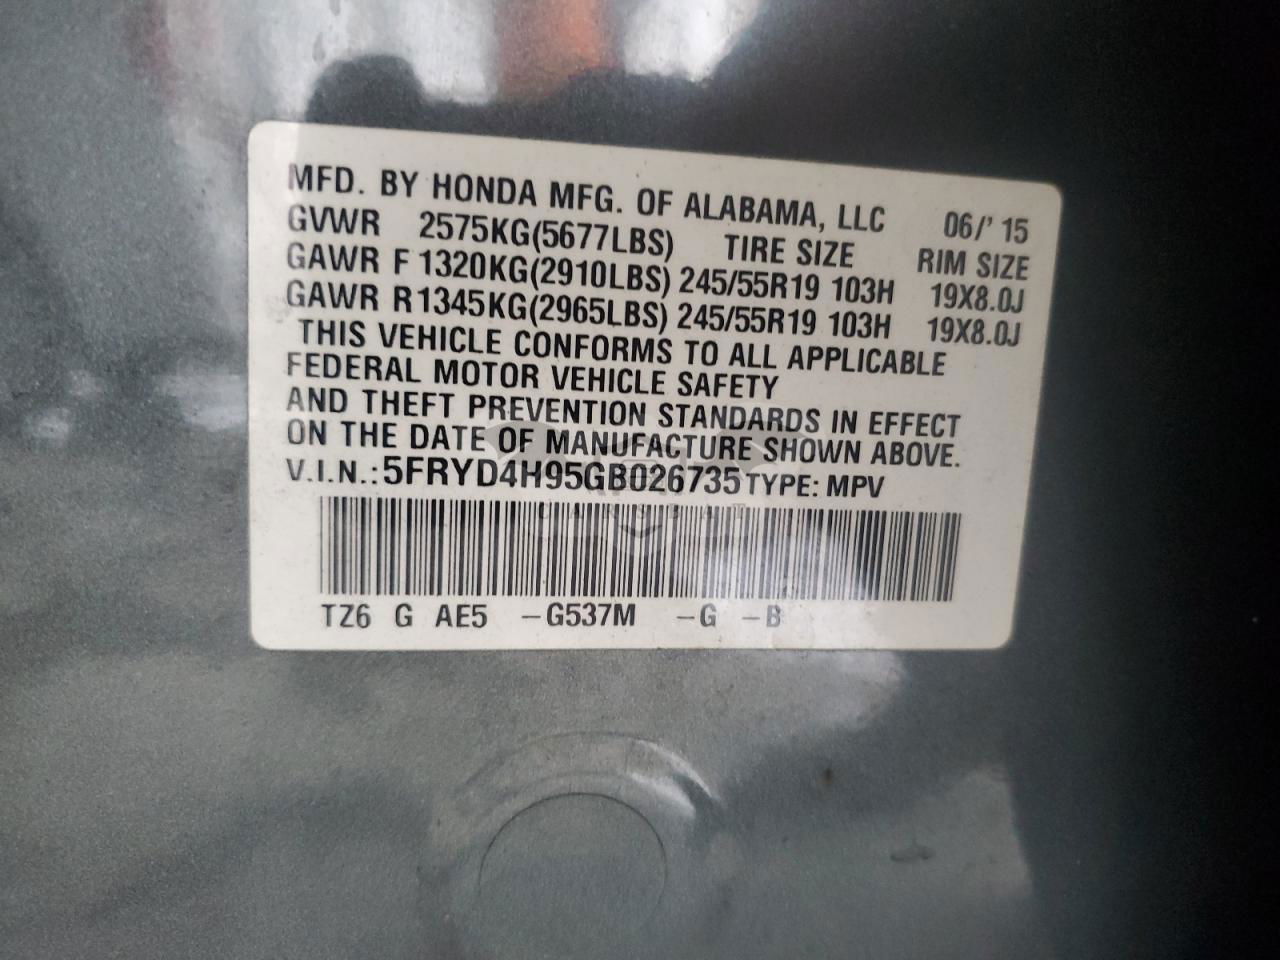 MFD. BY HONDA MFG. OF ALABAMA, LLC 06/'15
GVWR 2575KG(5677LBS) TIRE SIZE RIM SIZE
GAWR F 1320KG(2910LBS) 245/55R19 103H 19X8.0J
GAWR R1345KG(2965LBS) 245/55R19 103H 19X8.0J
THIS VEHICLE CONFORMS TO ALL APPLICABLE
FEDERAL MOTOR VEHICLE SAFETY
AND THEFT PREVENTION STANDARDS IN EFFECT
ON THE DATE OF MANUFACTURE SHOWN ABOVE.
V.I.N.: 5FRYD4H95GB026735 TYPE: MPV
TZ6 G AE5 -G537M -G -B